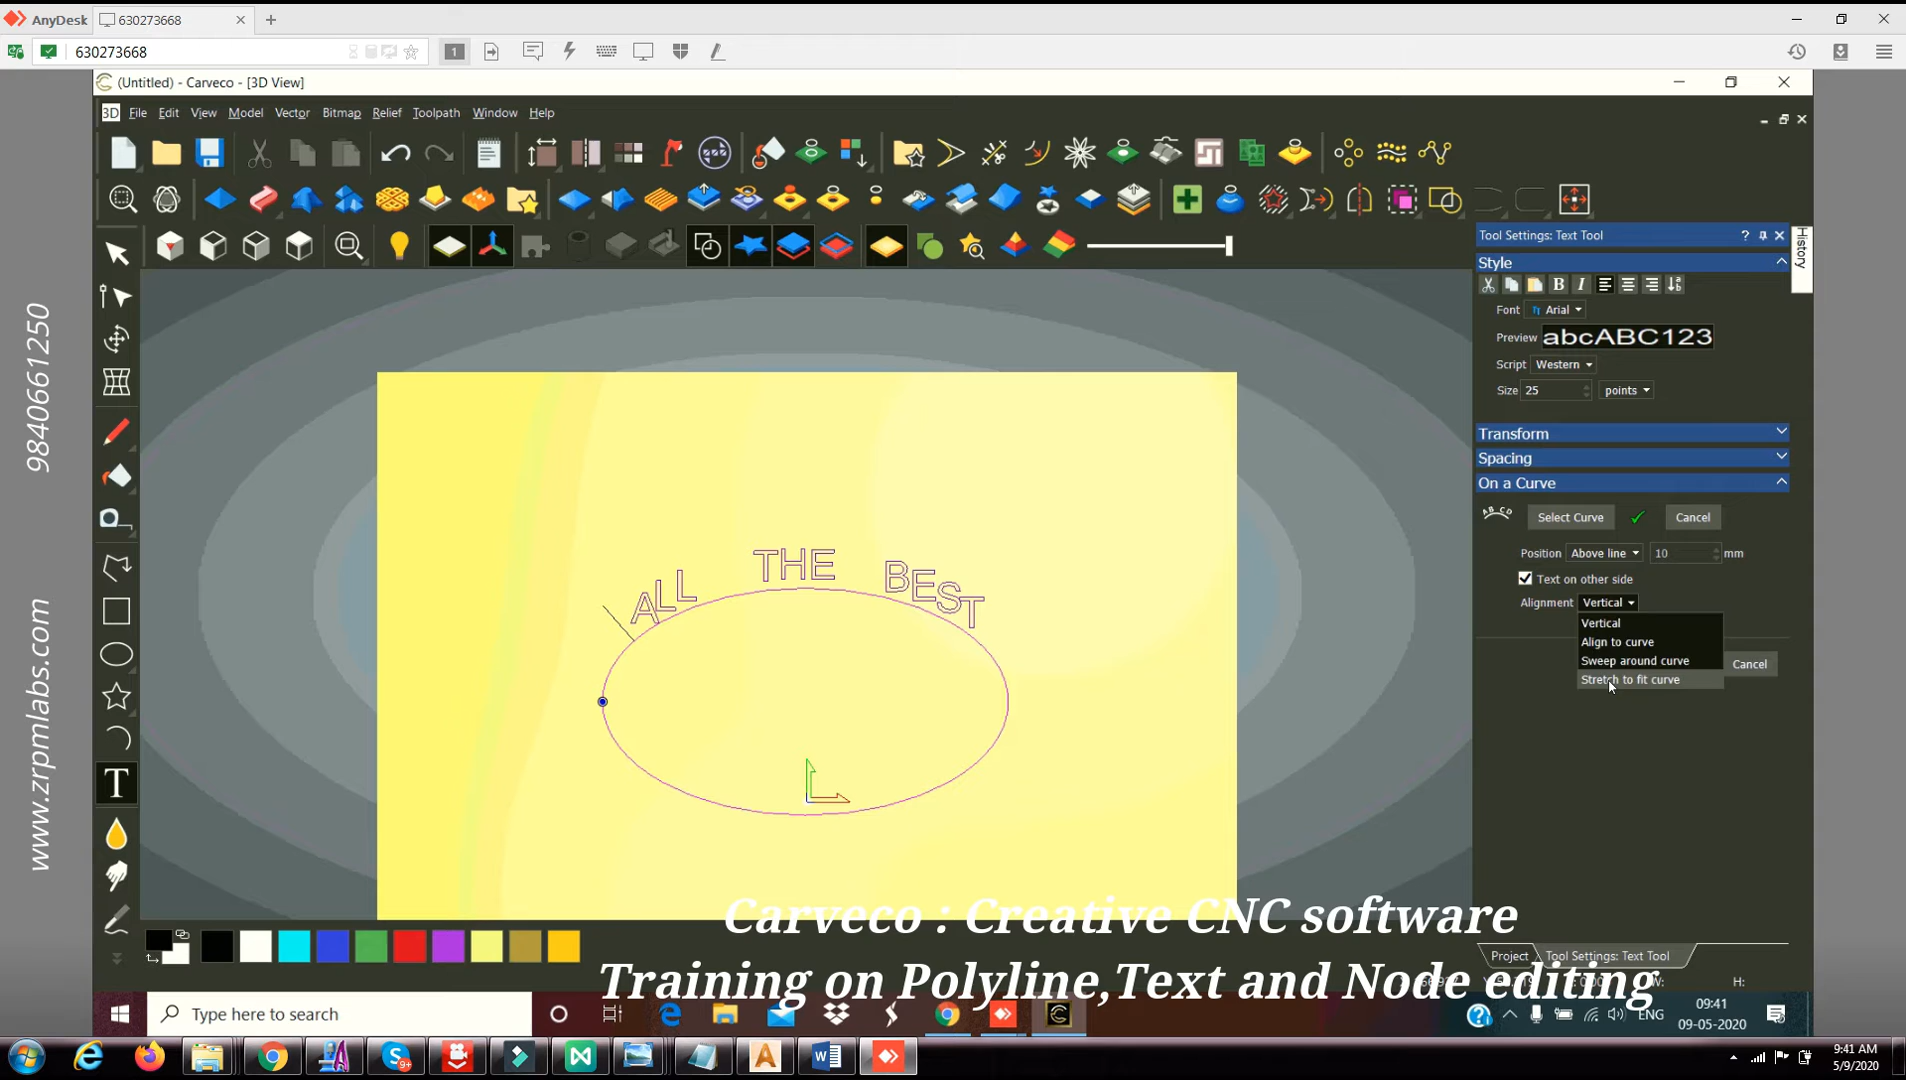 AnyDesk
630273668
630273668
1
(Untitled) - Carveco - [3D View]
3D File Edit View Model Vector Bitmap Relief Toolpath Window Help
Tool Settings: Text Tool
?
History
Style
B I
Font Arial
Preview abcABC123
Script Western
Size 25 points
Transform
Spacing
On a Curve
Select Curve Cancel
Position Above line 10 mm
Text on other side
Alignment Vertical
Vertical
Align to curve
Sweep around curve
Stretch to fit curve
Cancel
ALL THE BEST
9840661250
www.zrpmlabs.com
Carveco : Creative CNC software
Training on Polyline,Text and Node editing
Project Tool Settings: Text Tool
W: H:
Type here to search
ENG
09:41
09-05-2020
9:41 AM
5/9/2020